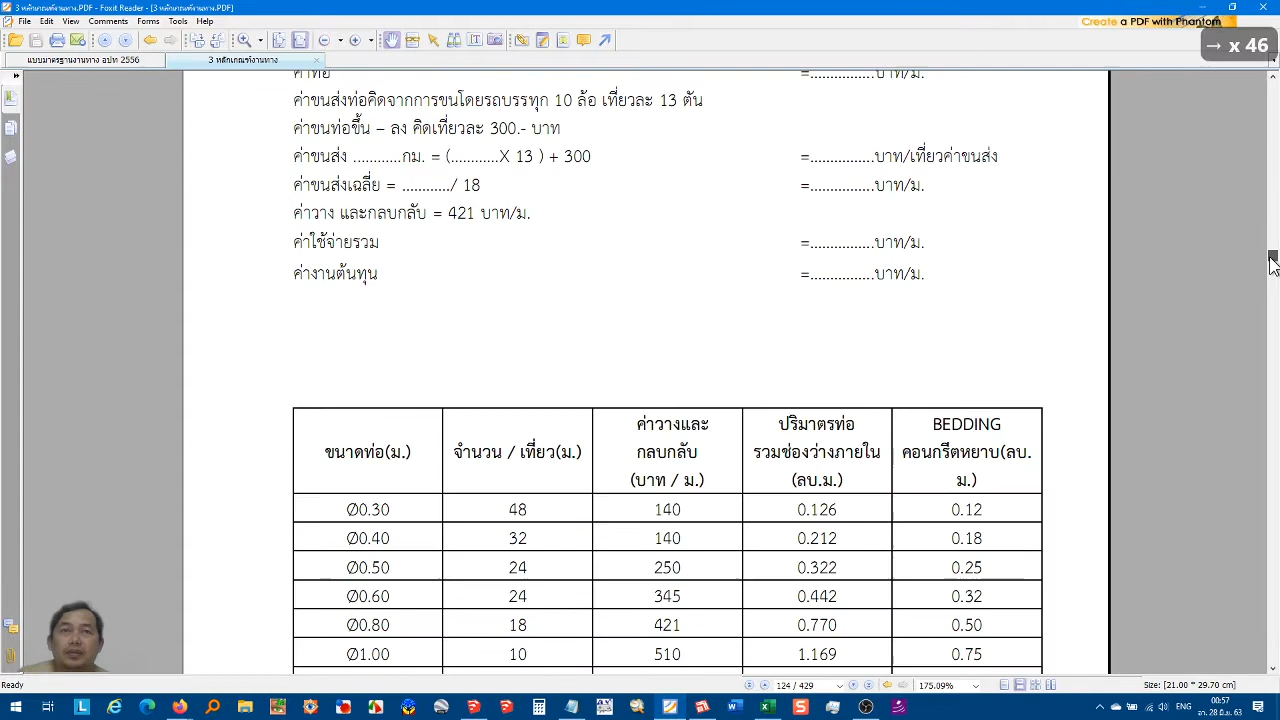 3 หลักเกณฑ์งานทาง.PDF - Foxit Reader - [3 หลักเกณฑ์งานทาง.PDF]
File Edit View Comments Forms Tools Help
Create a PDF with Phantom
→ x 46
แบบมาตรฐานงานทาง อปท 2556
3 หลักเกณฑ์งานทาง
ค่าท่อ =...............บาท/ม.
ค่าขนส่งท่อคิดจากการขนโดยรถบรรทุก 10 ล้อ เที่ยวละ 13 ตัน
ค่าขนท่อขึ้น – ลง คิดเที่ยวละ 300.- บาท
ค่าขนส่ง ...........กม. = (...........X 13 ) + 300 =...............บาท/เที่ยวค่าขนส่ง
ค่าขนส่งเฉลี่ย = .........../ 18 =...............บาท/ม.
ค่าวาง และกลบกลับ = 421 บาท/ม.
ค่าใช้จ่ายรวม =...............บาท/ม.
ค่างานต้นทุน =...............บาท/ม.
ขนาดท่อ(ม.) จำนวน / เที่ยว(ม.) ค่าวางและกลบกลับ (บาท / ม.) ปริมาตรท่อรวมช่องว่างภายใน (ลบ.ม.) BEDDING คอนกรีตหยาบ(ลบ.ม.)
Ø0.30 48 140 0.126 0.12
Ø0.40 32 140 0.212 0.18
Ø0.50 24 250 0.322 0.25
Ø0.60 24 345 0.442 0.32
Ø0.80 18 421 0.770 0.50
Ø1.00 10 510 1.169 0.75
Ready 124 / 429 175.09% Size: [21.00 * 29.70 cm]
ENG 00:57
อา. 28 มิ.ย. 63